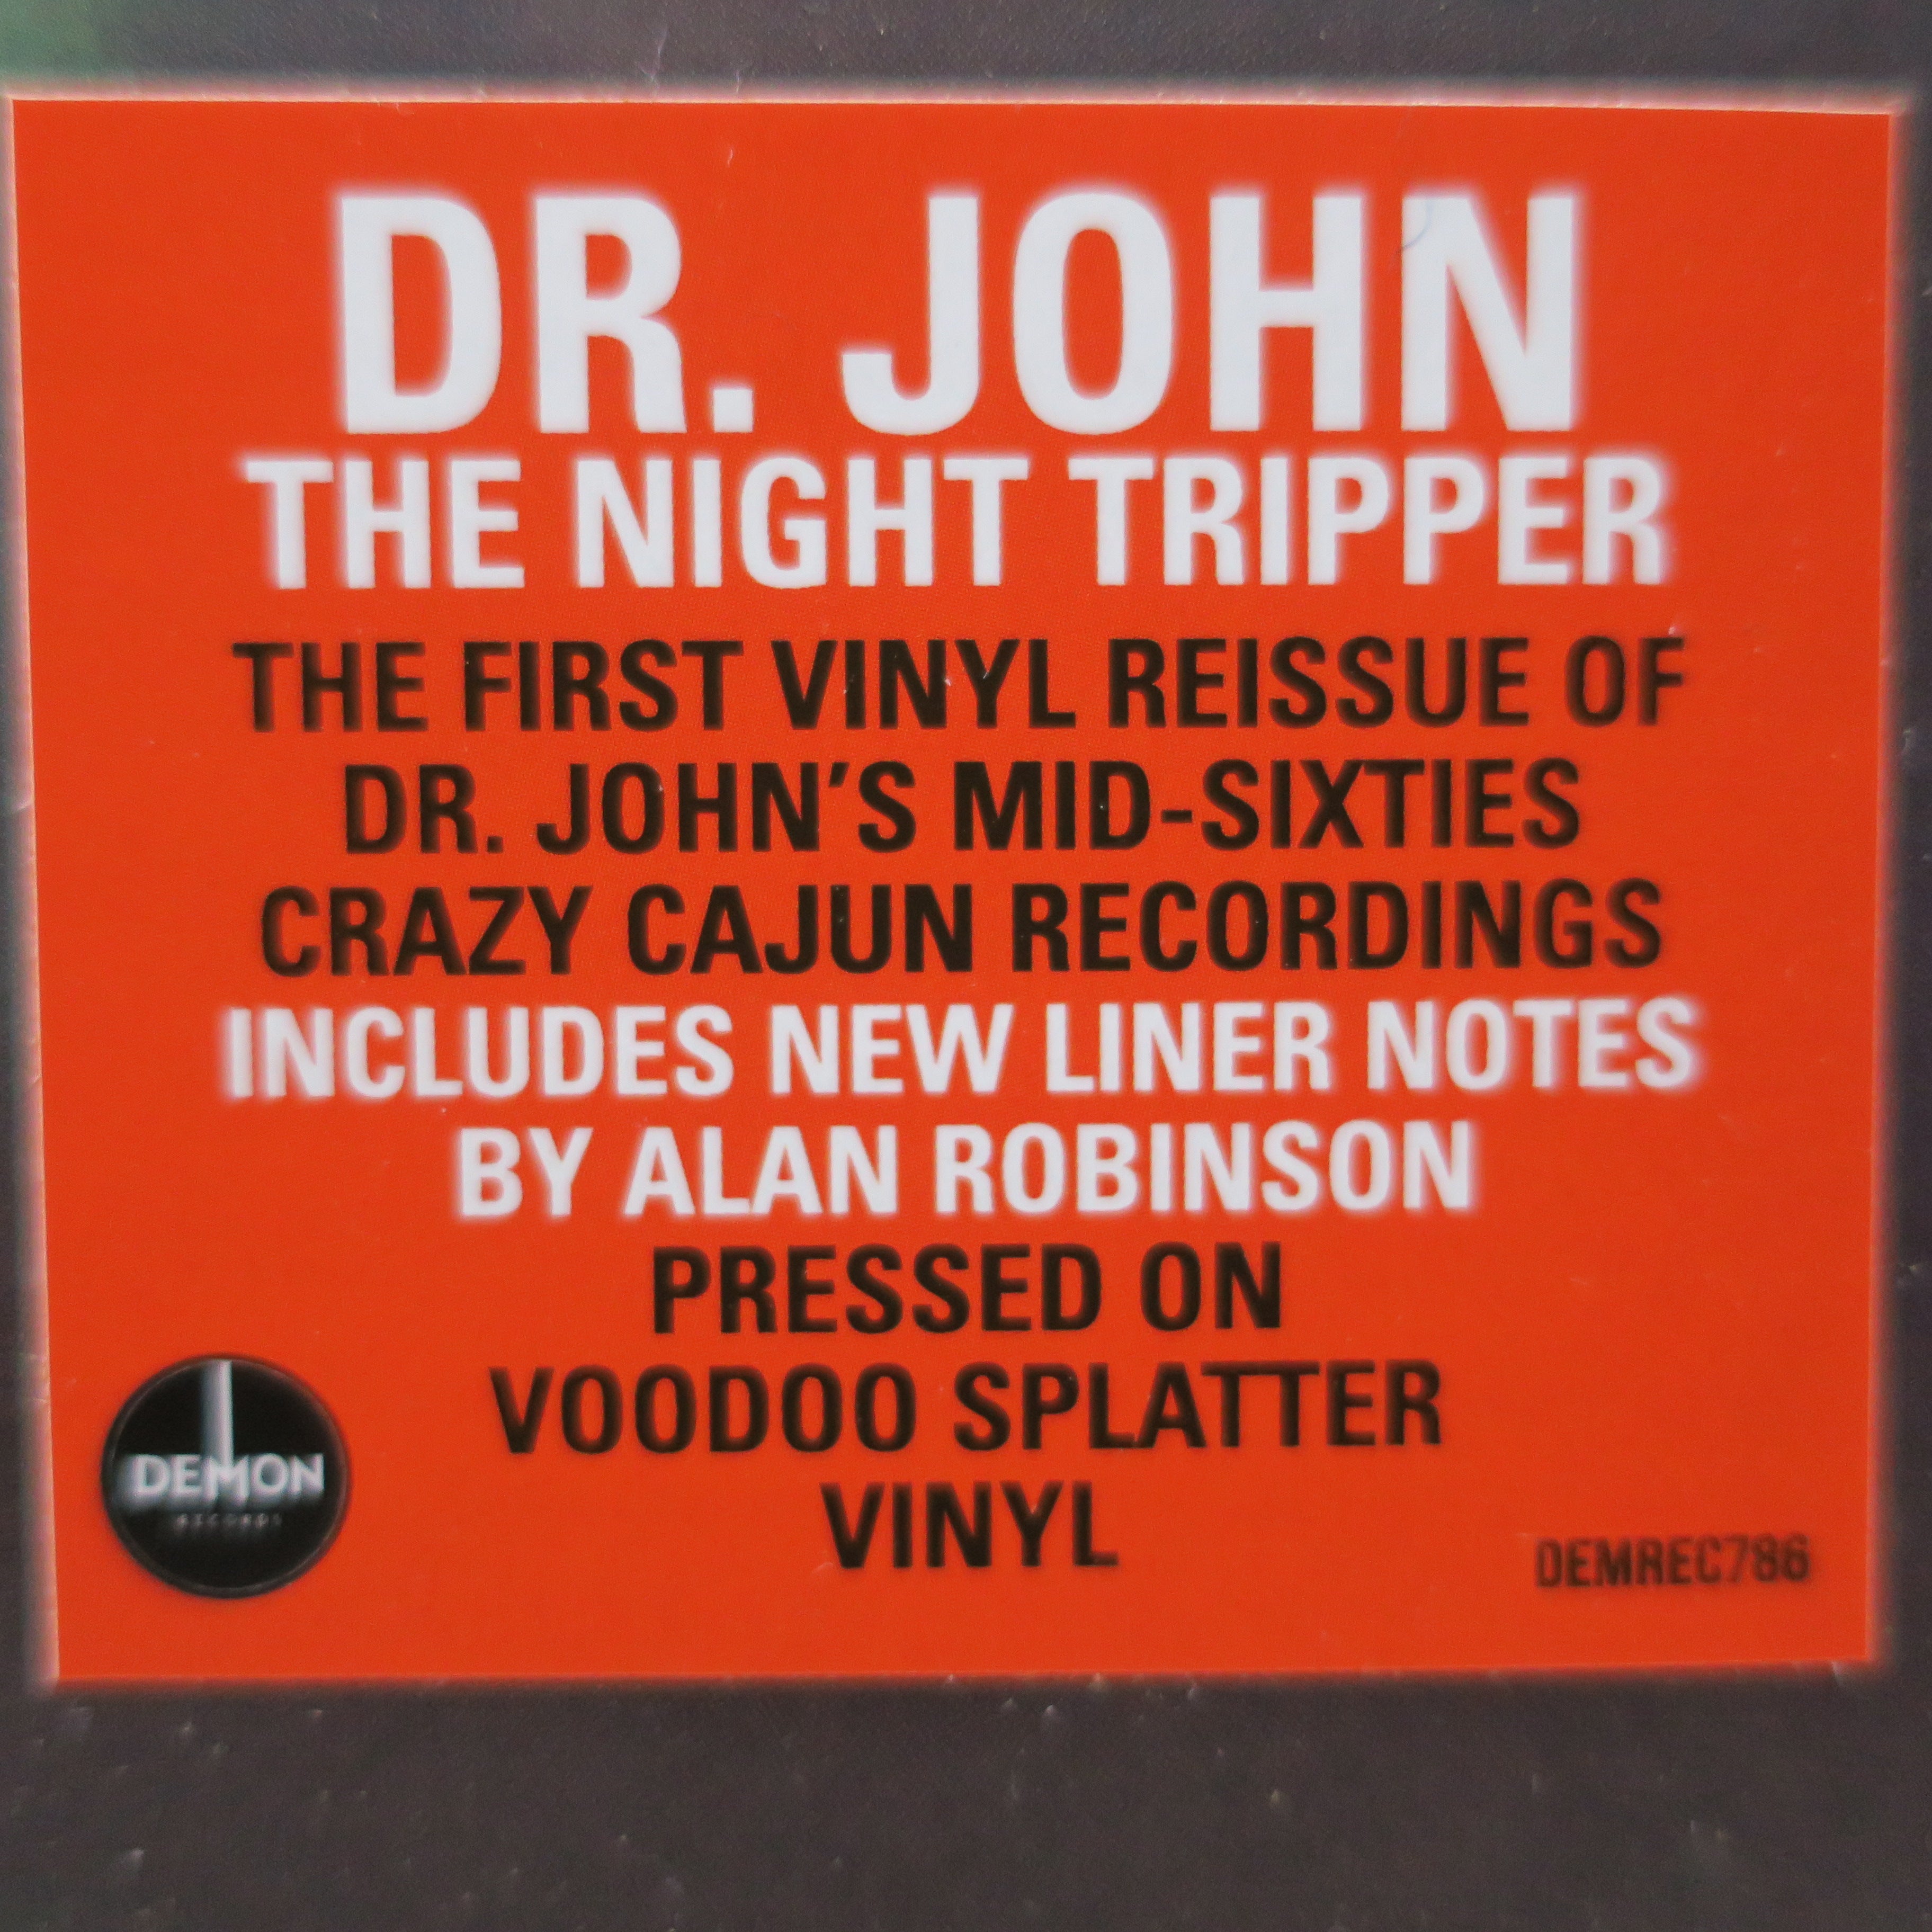 DR. JOHN
THE NIGHT TRIPPER
THE FIRST VINYL REISSUE OF
DR. JOHN'S MID-SIXTIES
CRAZY CAJUN RECORDINGS
INCLUDES NEW LINER NOTES
BY ALAN ROBINSON
PRESSED ON
VOODOO SPLATTER
VINYL
DEMON
RECORDS
DEMREC786